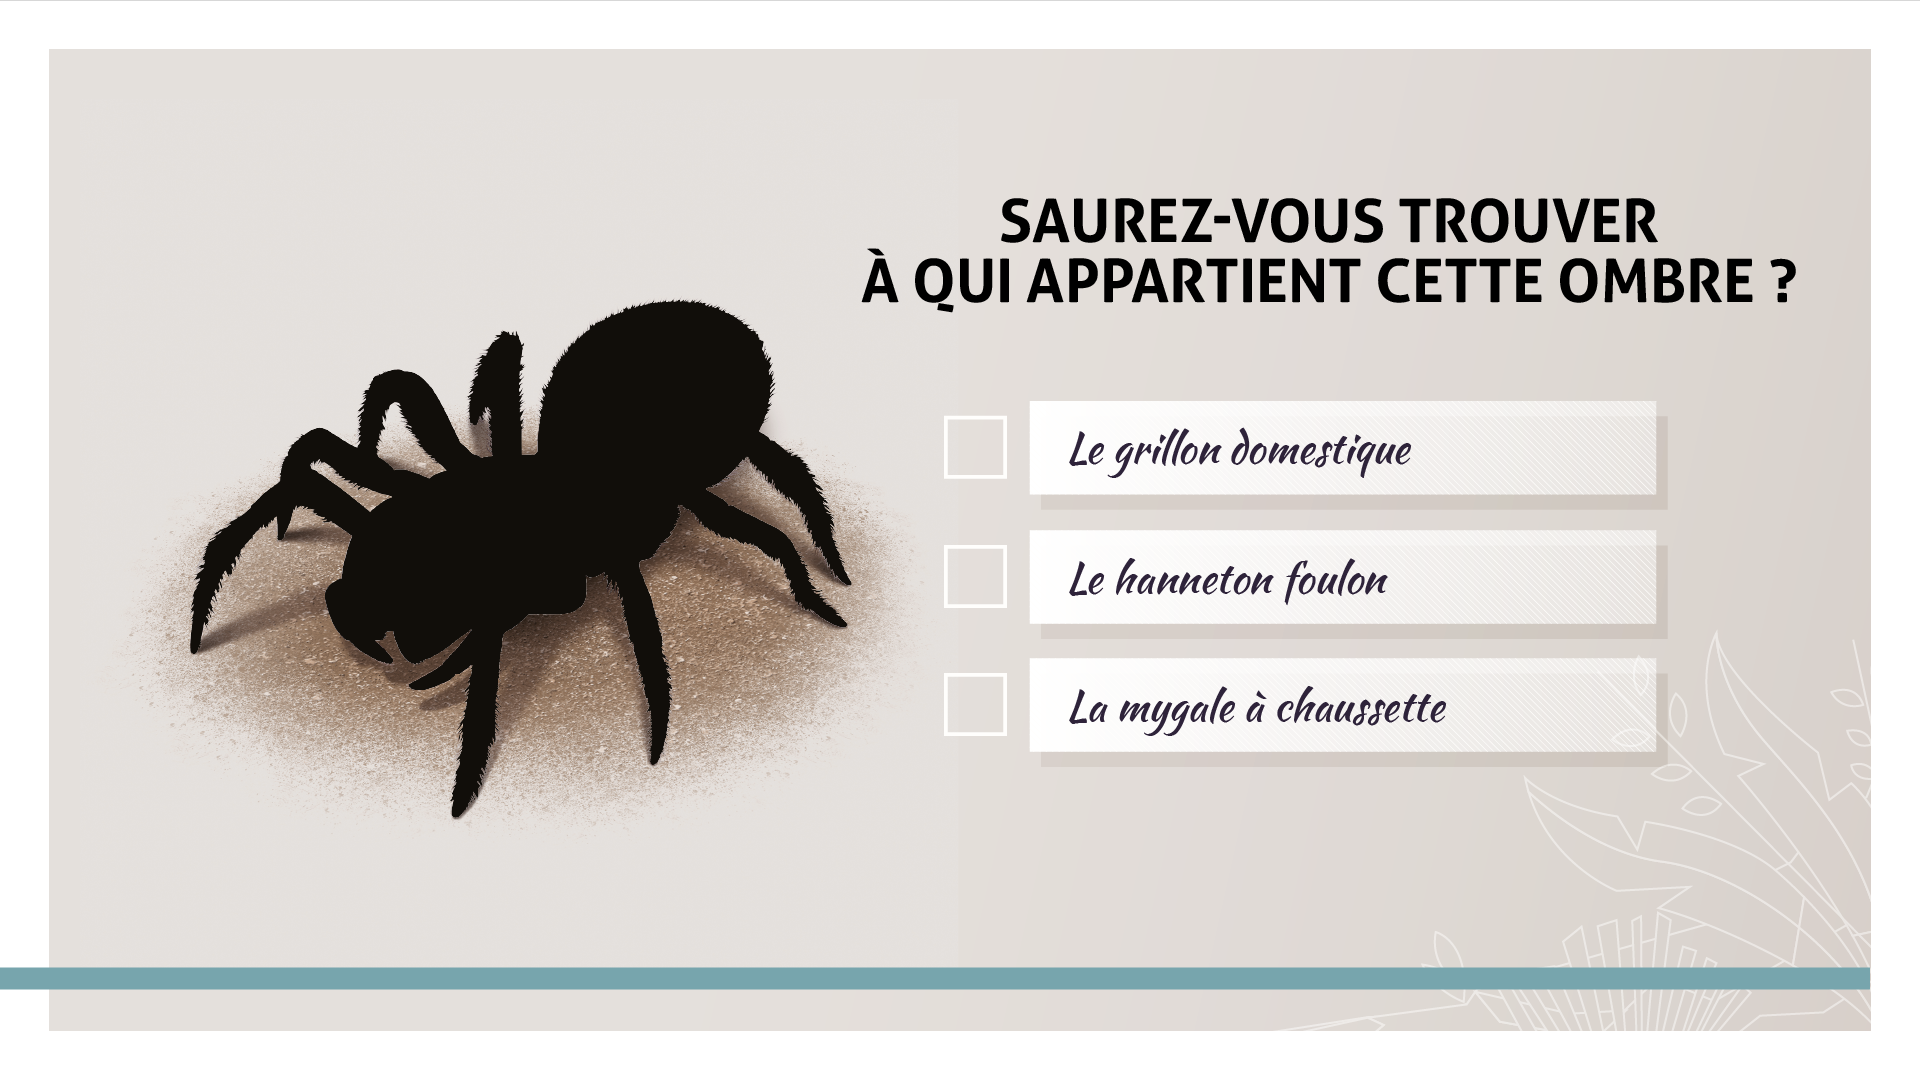 SAUREZ-VOUS TROUVER
À QUI APPARTIENT CETTE OMBRE ?
Le grillon domestique
Le hanneton foulon
La mygale à chaussette